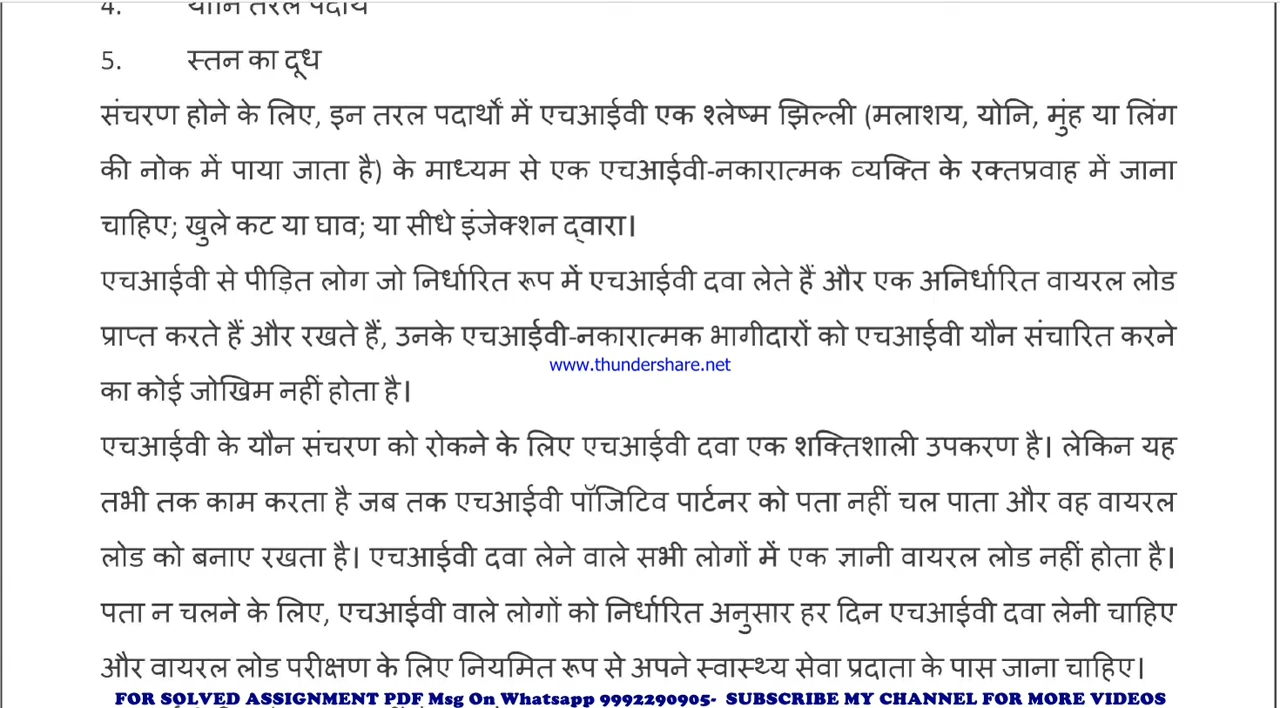 4. योनि तरल पदार्थ
5. स्तन का दूध
संचरण होने के लिए, इन तरल पदार्थों में एचआईवी एक श्लेष्म झिल्ली (मलाशय, योनि, मुंह या लिंग
की नोक में पाया जाता है) के माध्यम से एक एचआईवी-नकारात्मक व्यक्ति के रक्तप्रवाह में जाना
चाहिए; खुले कट या घाव; या सीधे इंजेक्शन द्वारा।
एचआईवी से पीड़ित लोग जो निर्धारित रूप में एचआईवी दवा लेते हैं और एक अनिर्धारित वायरल लोड
प्राप्त करते हैं और रखते हैं, उनके एचआईवी-नकारात्मक भागीदारों को एचआईवी यौन संचारित करने
www.thundershare.net
का कोई जोखिम नहीं होता है।
एचआईवी के यौन संचरण को रोकने के लिए एचआईवी दवा एक शक्तिशाली उपकरण है। लेकिन यह
तभी तक काम करता है जब तक एचआईवी पॉजिटिव पार्टनर को पता नहीं चल पाता और वह वायरल
लोड को बनाए रखता है। एचआईवी दवा लेने वाले सभी लोगों में एक ज्ञानी वायरल लोड नहीं होता है।
पता न चलने के लिए, एचआईवी वाले लोगों को निर्धारित अनुसार हर दिन एचआईवी दवा लेनी चाहिए
और वायरल लोड परीक्षण के लिए नियमित रूप से अपने स्वास्थ्य सेवा प्रदाता के पास जाना चाहिए।
FOR SOLVED ASSIGNMENT PDF Msg On Whatsapp 9992290905- SUBSCRIBE MY CHANNEL FOR MORE VIDEOS